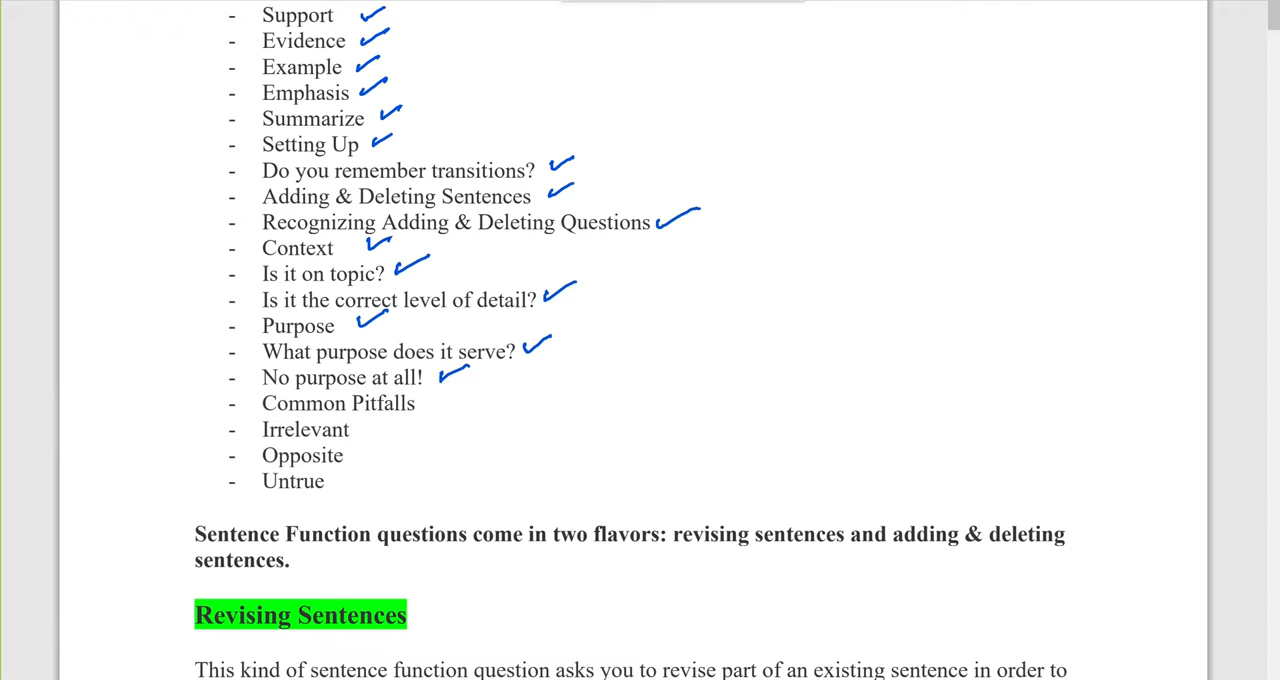 - Support
- Evidence
- Example
- Emphasis
- Summarize
- Setting Up
- Do you remember transitions?
- Adding & Deleting Sentences
- Recognizing Adding & Deleting Questions
- Context
- Is it on topic?
- Is it the correct level of detail?
- Purpose
- What purpose does it serve?
- No purpose at all!
- Common Pitfalls
- Irrelevant
- Opposite
- Untrue
Sentence Function questions come in two flavors: revising sentences and adding & deleting
sentences.
Revising Sentences
This kind of sentence function question asks you to revise part of an existing sentence in order to